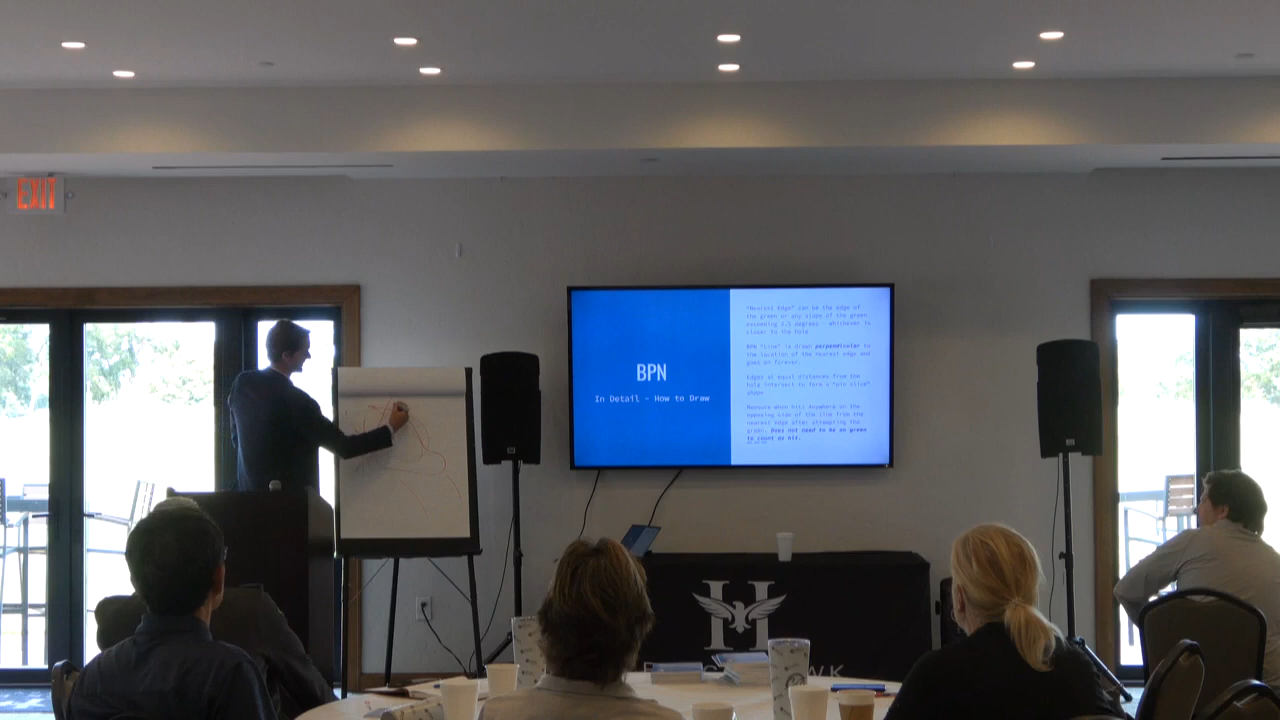 EXIT
BPN
In Detail - How to Draw
"Nearest Edge" can be the edge of
the green or any slope of the green
exceeding 2.5 degrees - whichever is
closer to the hole
BPN "Line" is drawn perpendicular to
the location of the nearest edge and
goes on forever
Edges at equal distances from the
hole intersect to form a "pie slice"
shape
Measure when hit: Anywhere on the
opposing side of the line from the
nearest edge after attempting the
green. Does not need to be on green
to count as hit.
H
WK